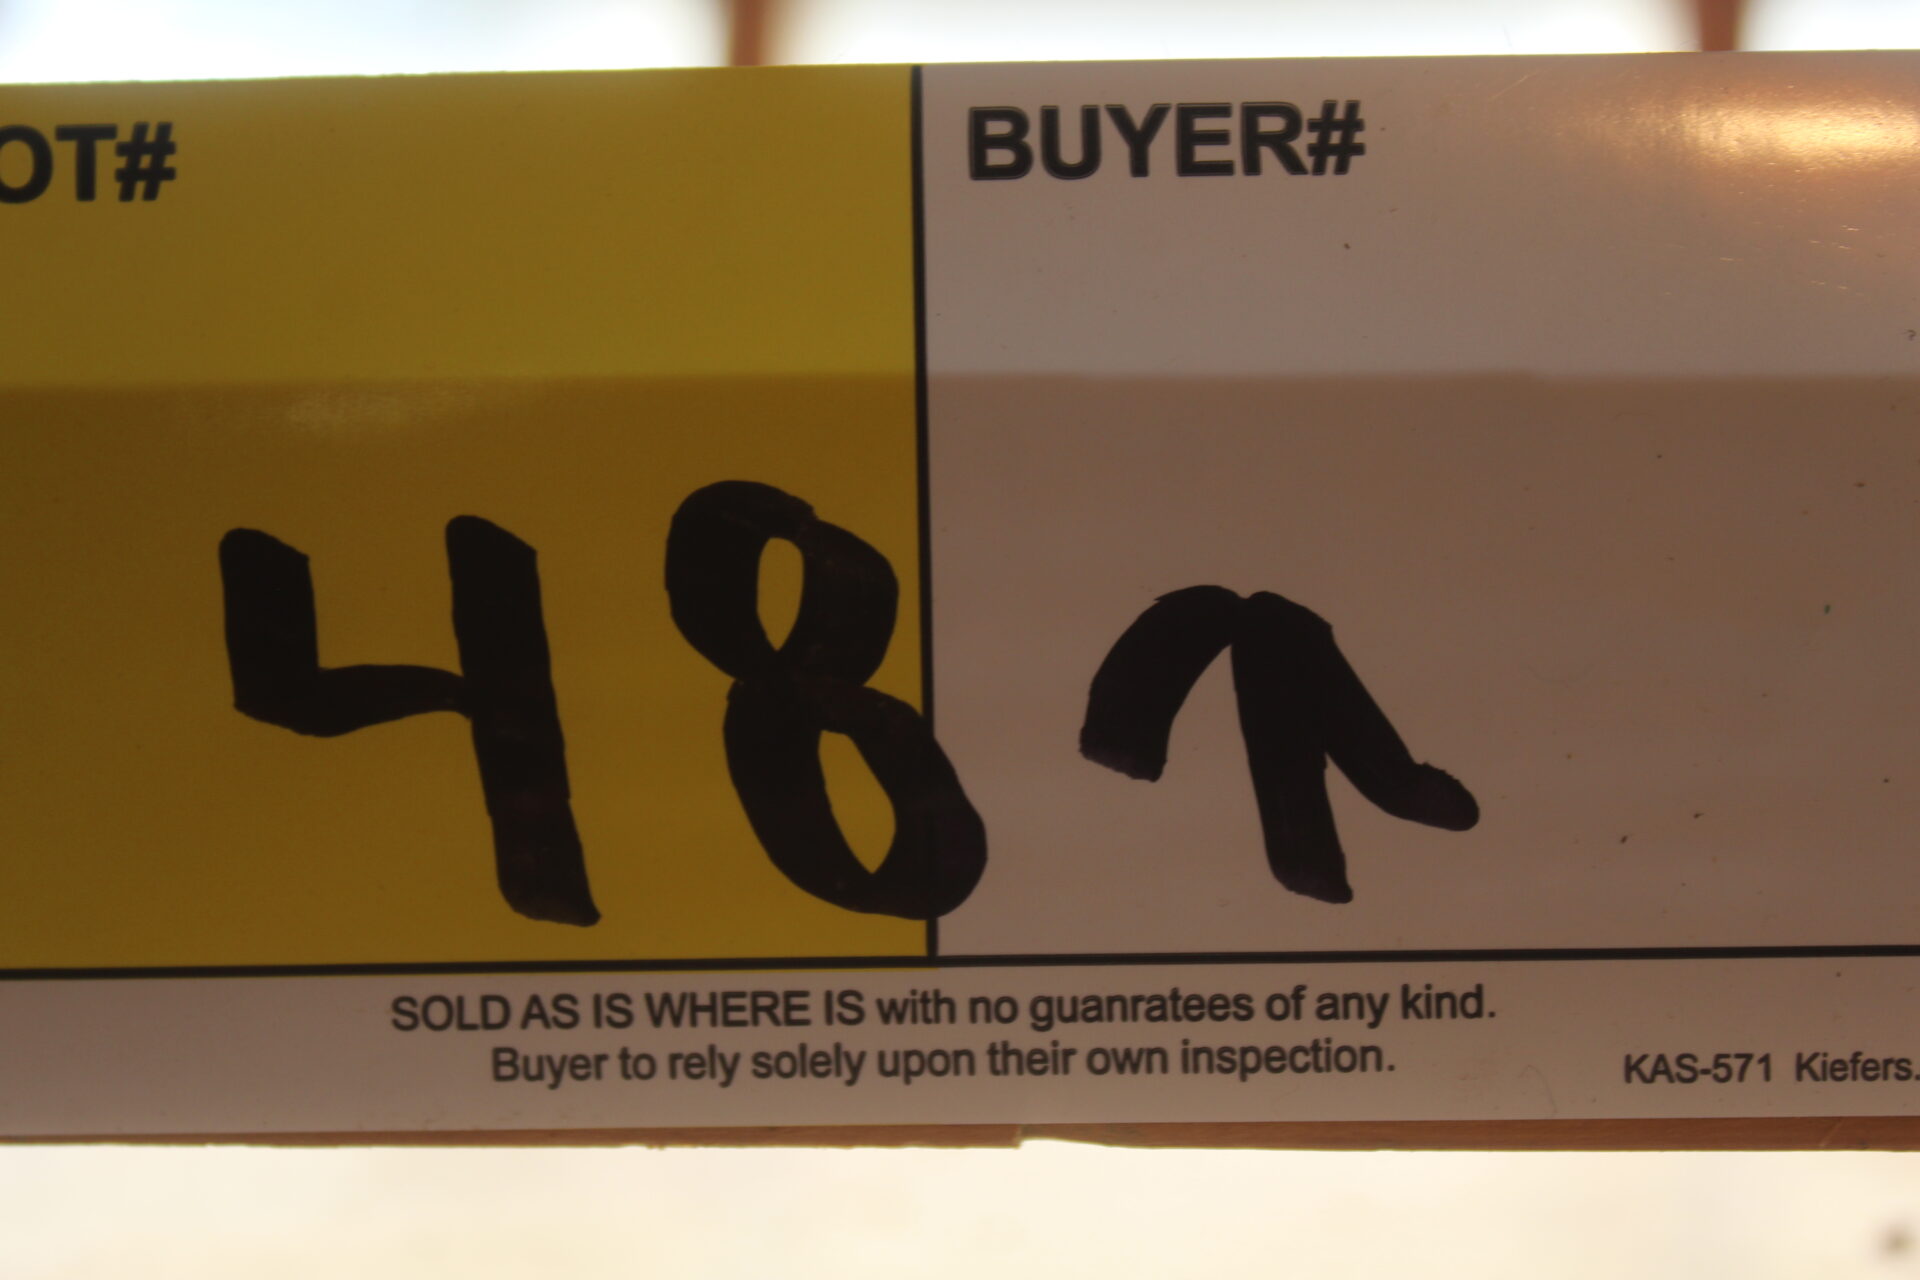 OT# BUYER#
48 ↑
SOLD AS IS WHERE IS with no guanratees of any kind.
Buyer to rely solely upon their own inspection.
KAS-571 Kiefers.